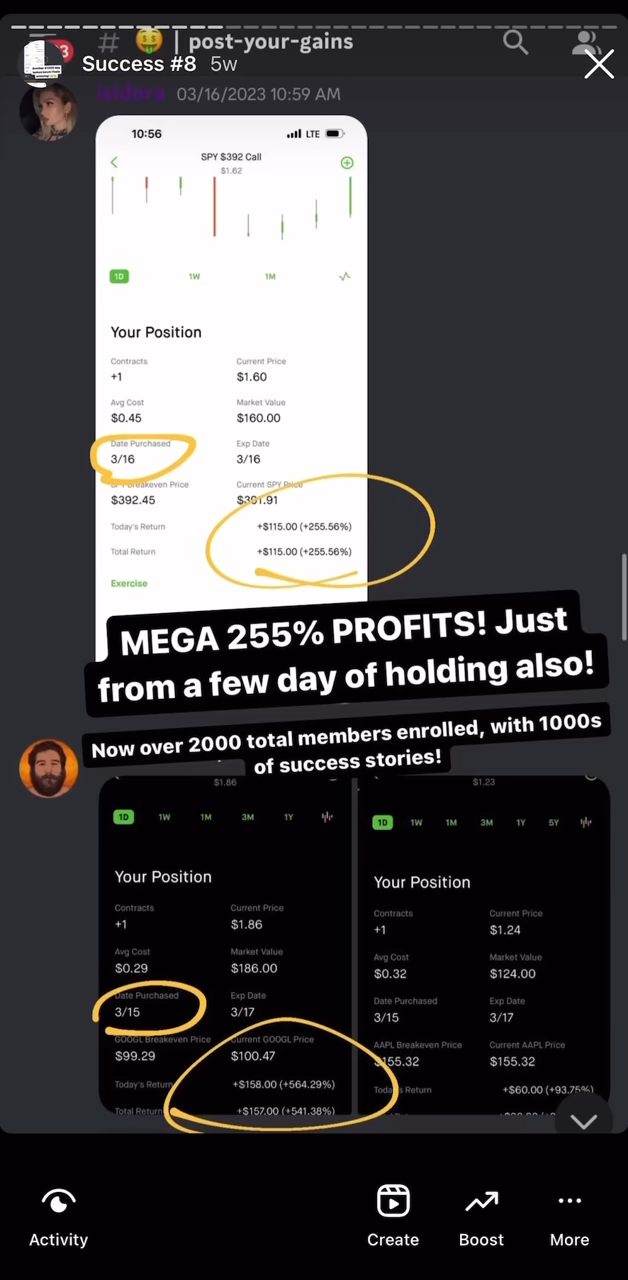 3
# | post-your-gains
Success #8 5w
isidora 03/16/2023 10:59 AM
10:56 LTE
SPY $392 Call
$1.62
1D 1W 1M
Your Position
Contracts Current Price
+1 $1.60
Avg Cost Market Value
$0.45 $160.00
Date Purchased Exp Date
3/16 3/16
Breakeven Price Current SPY Price
$392.45 $391.91
Today's Return +$115.00 (+255.56%)
Total Return +$115.00 (+255.56%)
Exercise
MEGA 255% PROFITS! Just
from a few day of holding also!
Now over 2000 total members enrolled, with 1000s
of success stories!
$1.86
1D 1W 1M 3M 1Y
Your Position
Contracts Current Price
+1 $1.86
Avg Cost Market Value
$0.29 $186.00
Date Purchased Exp Date
3/15 3/17
GOOGL Breakeven Price Current GOOGL Price
$99.29 $100.47
Today's Return +$158.00 (+564.29%)
Total Return +$157.00 (+541.38%)
$1.23
1D 1W 1M 3M 1Y 5Y
Your Position
Contracts Current Price
+1 $1.24
Avg Cost Market Value
$0.32 $124.00
Date Purchased Exp Date
3/15 3/17
AAPL Breakeven Price Current AAPL Price
$155.32 $155.32
Today's Return +$60.00 (+93.75%)
Activity Create Boost More